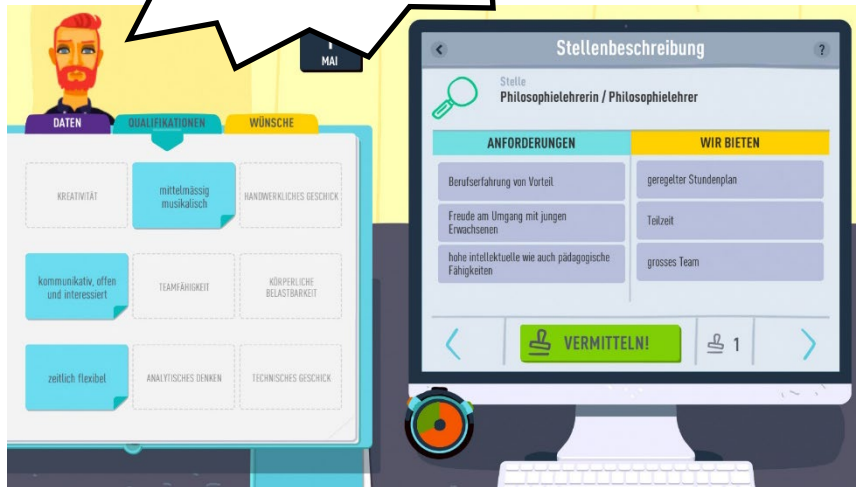 MAI
DATEN
QUALIFIKATIONEN
WÜNSCHE
KREATIVITÄT
mittelmässig
musikalisch
HANDWERKLICHES GESCHICK
kommunikativ, offen
und interessiert
TEAMFÄHIGKEIT
KÖRPERLICHE
BELASTBARKEIT
zeitlich flexibel
ANALYTISCHES DENKEN
TECHNISCHES GESCHICK
Stellenbeschreibung
?
Stelle
Philosophielehrerin / Philosophielehrer
ANFORDERUNGEN
WIR BIETEN
Berufserfahrung von Vorteil
geregelter Stundenplan
Freude am Umgang mit jungen
Erwachsenen
Teilzeit
hohe intellektuelle wie auch pädagogische
Fähigkeiten
grosses Team
VERMITTELN!
1